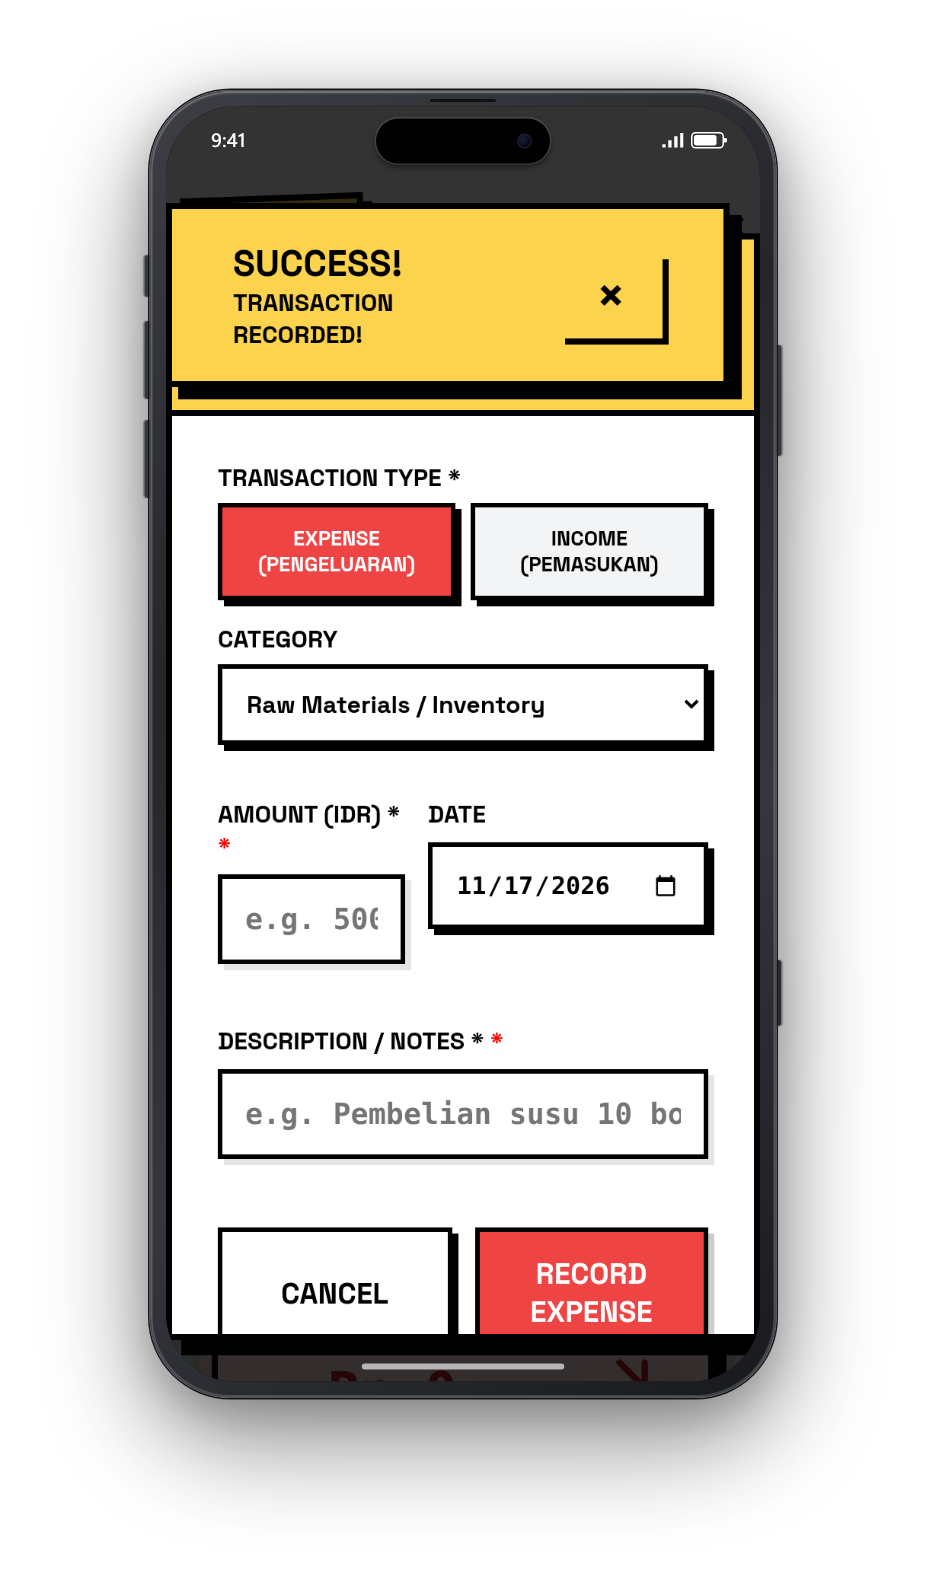 9:41
SUCCESS!
TRANSACTION
RECORDED!
×
TRANSACTION TYPE *
EXPENSE
(PENGELUARAN)
INCOME
(PEMASUKAN)
CATEGORY
Raw Materials / Inventory
AMOUNT (IDR) *
*
DATE
e.g. 500
11/17/2026
DESCRIPTION / NOTES * *
e.g. Pembelian susu 10 bo
CANCEL
RECORD
EXPENSE